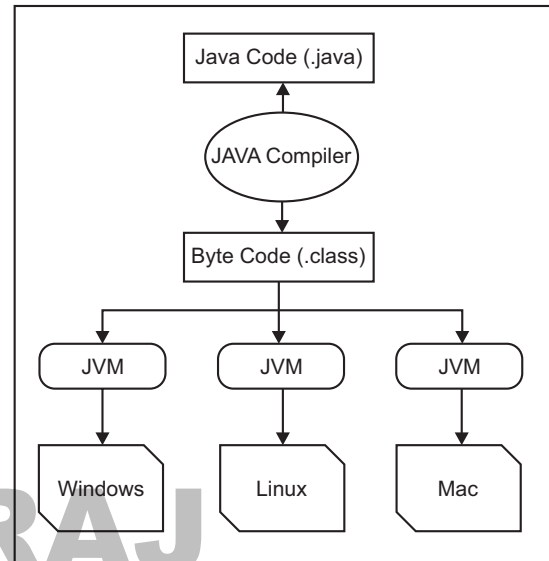 Java Code (.java)
JAVA Compiler
Byte Code (.class)
JVM JVM JVM
Windows Linux Mac
RAJ